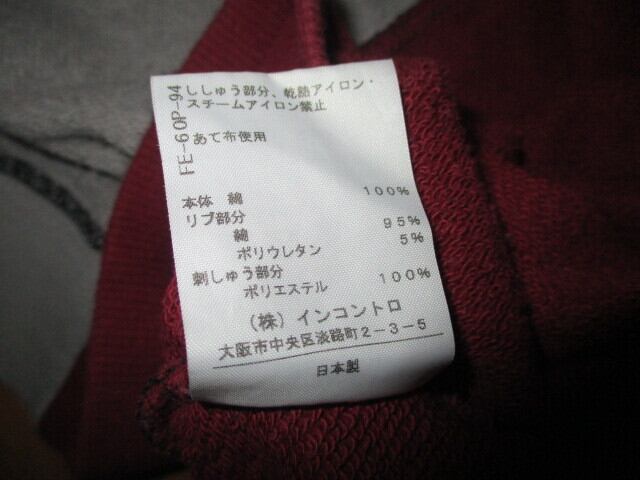 FE-60P-94
ししゅう部分、乾熱アイロン・
スチームアイロン禁止
あて布使用
本体 綿 100%
リブ部分
綿 95%
ポリウレタン 5%
刺しゅう部分
ポリエステル 100%
(株) インコントロ
大阪市中央区淡路町2-3-5
日本製